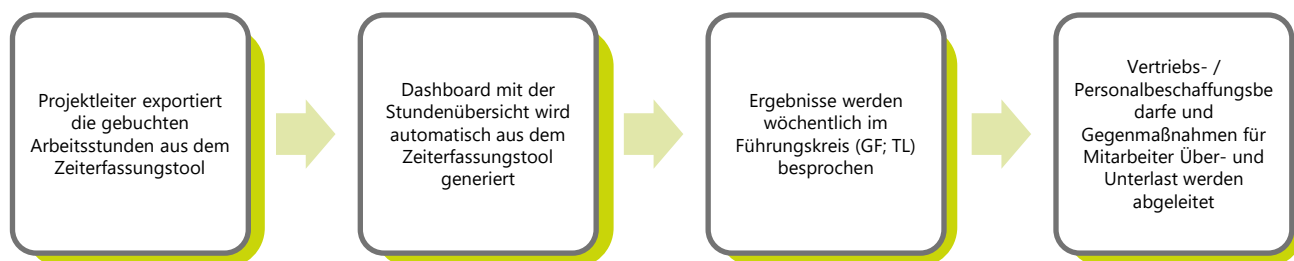 Projektleiter exportiert
die gebuchten
Arbeitsstunden aus dem
Zeiterfassungstool
Dashboard mit der
Stundenübersicht wird
automatisch aus dem
Zeiterfassungstool
generiert
Ergebnisse werden
wöchentlich im
Führungskreis (GF; TL)
besprochen
Vertriebs- /
Personalbeschaffungsbe
darfe und
Gegenmaßnahmen für
Mitarbeiter Über- und
Unterlast werden
abgeleitet